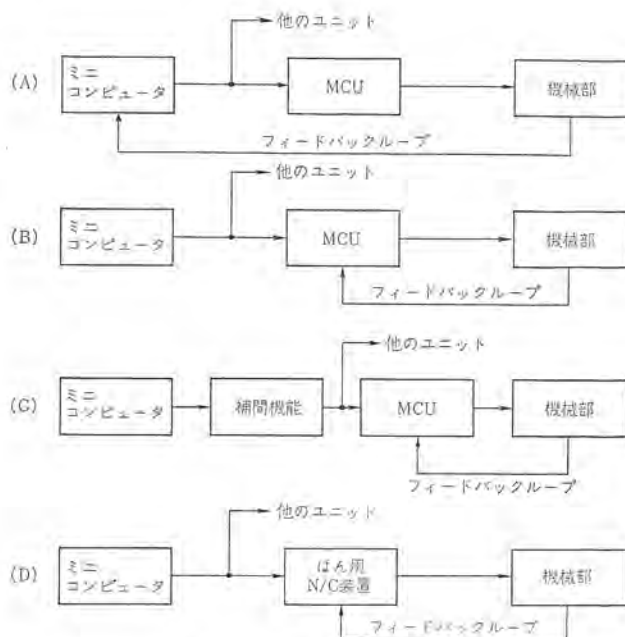 他のユニット
(A)
ミニ
コンピュータ
MCU
機械部
フィードバックループ
他のユニット
(B)
ミニ
コンピュータ
MCU
機械部
フィードバックループ
他のユニット
(C)
ミニ
コンピュータ
補間機能
MCU
機械部
フィードバックループ
他のユニット
(D)
ミニ
コンピュータ
はん用
N/C装置
機械部
フィードバックループ